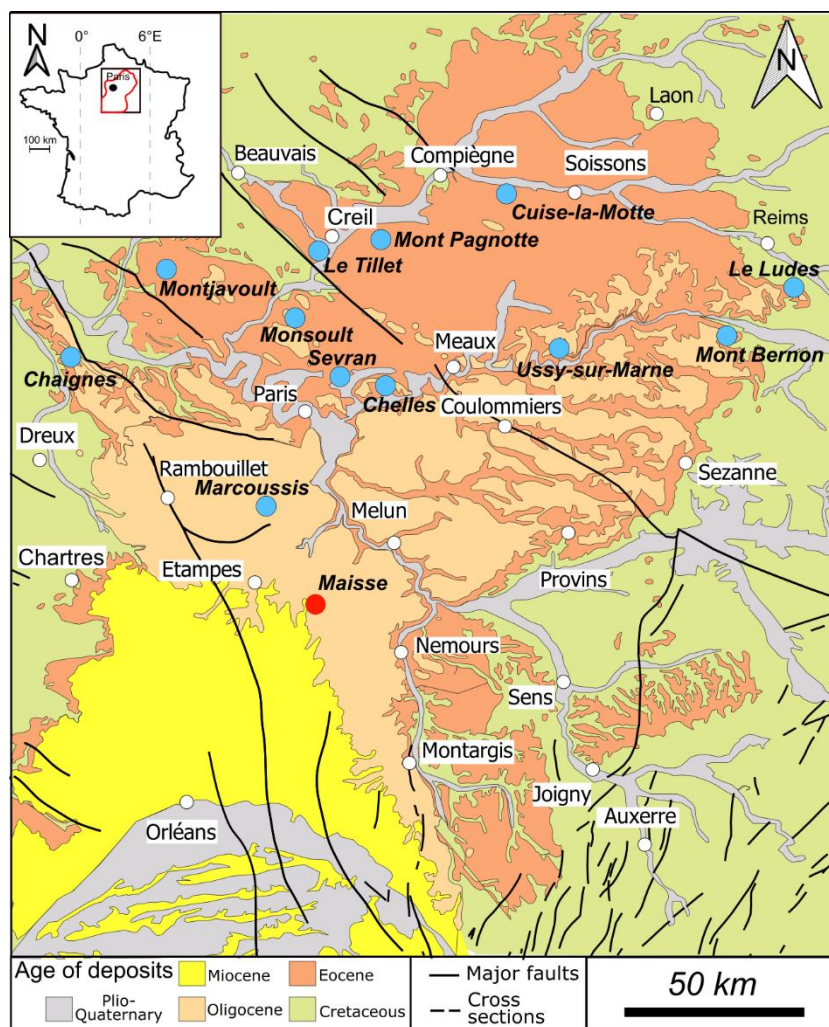 N
0°
6°E
Paris
100 km
N
Laon
Beauvais
Compiègne
Soissons
Cuise-la-Motte
Creil
Reims
Mont Pagnotte
Le Tillet
Le Ludes
Montjavoult
Monsoult
Sevran
Meaux
Mont Bernon
Ussy-sur-Marne
Chaignes
Chelles
Paris
Coulommiers
Dreux
Rambouillet
Sezanne
Marcoussis
Melun
Chartres
Etampes
Provins
Maisse
Nemours
Sens
Montargis
Joigny
Orléans
Auxerre
Age of deposits
Miocene
Eocene
Plio-
Quaternary
Oligocene
Cretaceous
Major faults
Cross
sections
50 km